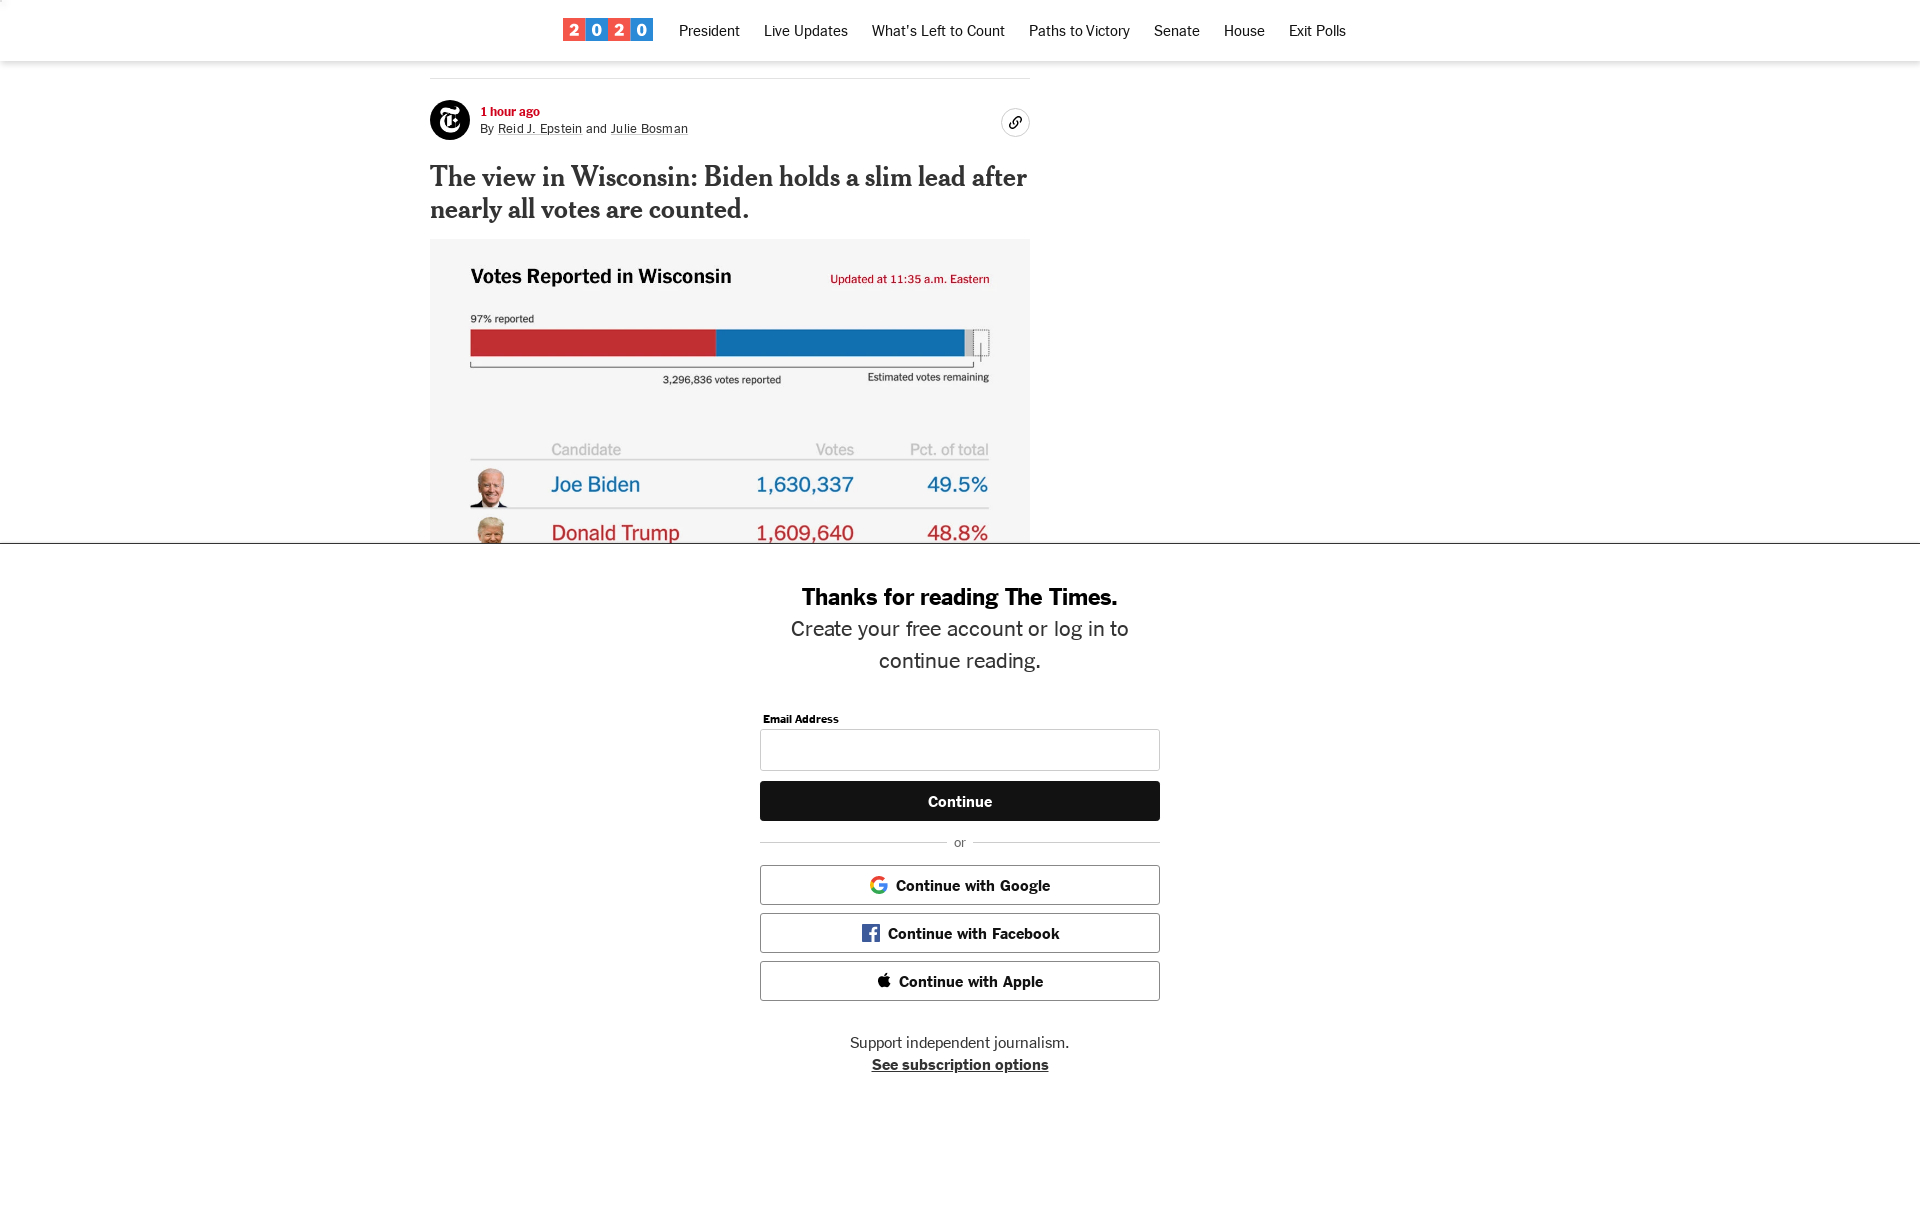 2020 President Live Updates What's Left to Count Paths to Victory Senate House Exit Polls
1 hour ago
By Reid J. Epstein and Julie Bosman
The view in Wisconsin: Biden holds a slim lead after
nearly all votes are counted.
Votes Reported in Wisconsin Updated at 11:35 a.m. Eastern
97% reported
3,296,836 votes reported Estimated votes remaining
Candidate Votes Pct. of total
Joe Biden 1,630,337 49.5%
Donald Trump 1,609,640 48.8%
Thanks for reading The Times.
Create your free account or log in to
continue reading.
Email Address
Continue
or
Continue with Google
Continue with Facebook
Continue with Apple
Support independent journalism.
See subscription options